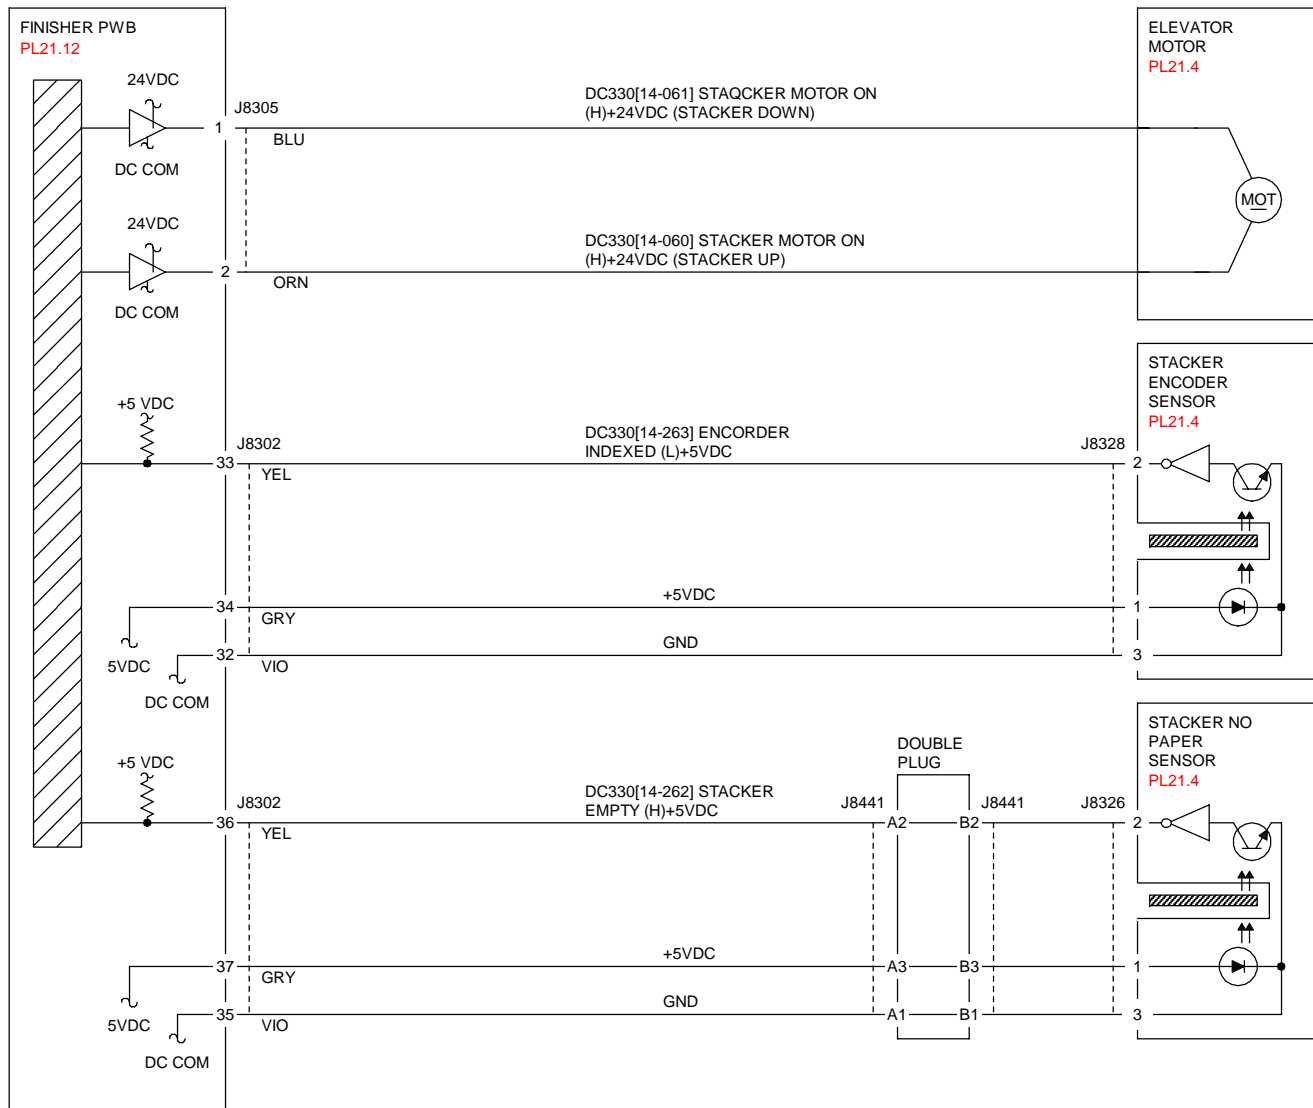 FINISHER PWB
PL21.12
ELEVATOR
MOTOR
PL21.4
24VDC
J8305
1
BLU
DC COM
DC330[14-061] STAQCKER MOTOR ON
(H)+24VDC (STACKER DOWN)
MOT
24VDC
2
ORN
DC COM
DC330[14-060] STACKER MOTOR ON
(H)+24VDC (STACKER UP)
STACKER
ENCODER
SENSOR
PL21.4
+5 VDC
J8302
33
YEL
DC330[14-263] ENCORDER
INDEXED (L)+5VDC
J8328
2
34
GRY
+5VDC
1
5VDC
32
VIO
GND
3
DC COM
STACKER NO
PAPER
SENSOR
PL21.4
DOUBLE
PLUG
+5 VDC
J8302
36
YEL
DC330[14-262] STACKER
EMPTY (H)+5VDC
J8441
A2
B2
J8441
J8326
2
37
GRY
+5VDC
A3
B3
1
5VDC
35
VIO
GND
A1
B1
3
DC COM